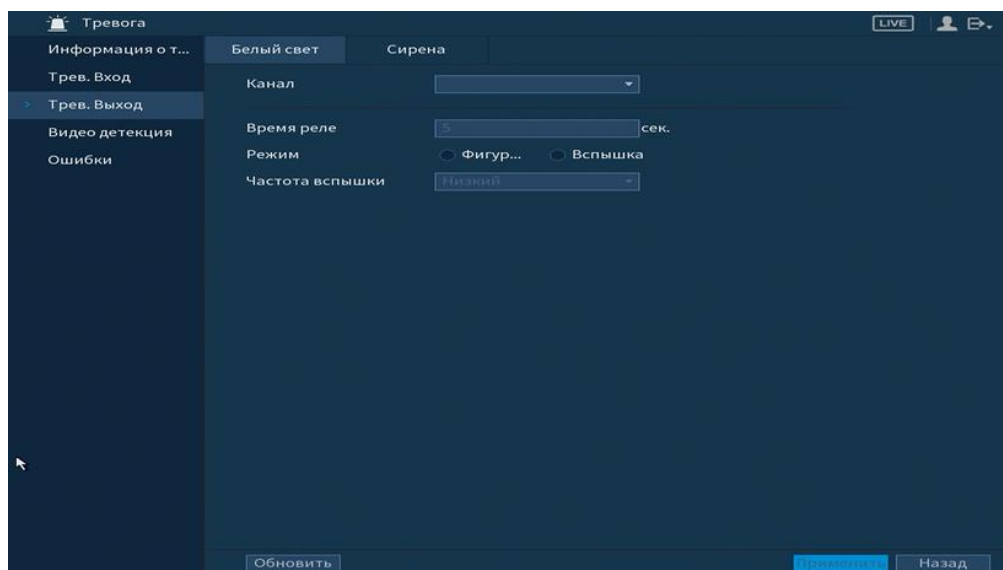 Тревога
LIVE
Информация о т...
Трев. Вход
Трев. Выход
Видео детекция
Ошибки
Белый свет
Сирена
Канал
Время реле
5
сек.
Режим
Фигур...
Вспышка
Частота вспышки
Низкий
Обновить
Применить
Назад